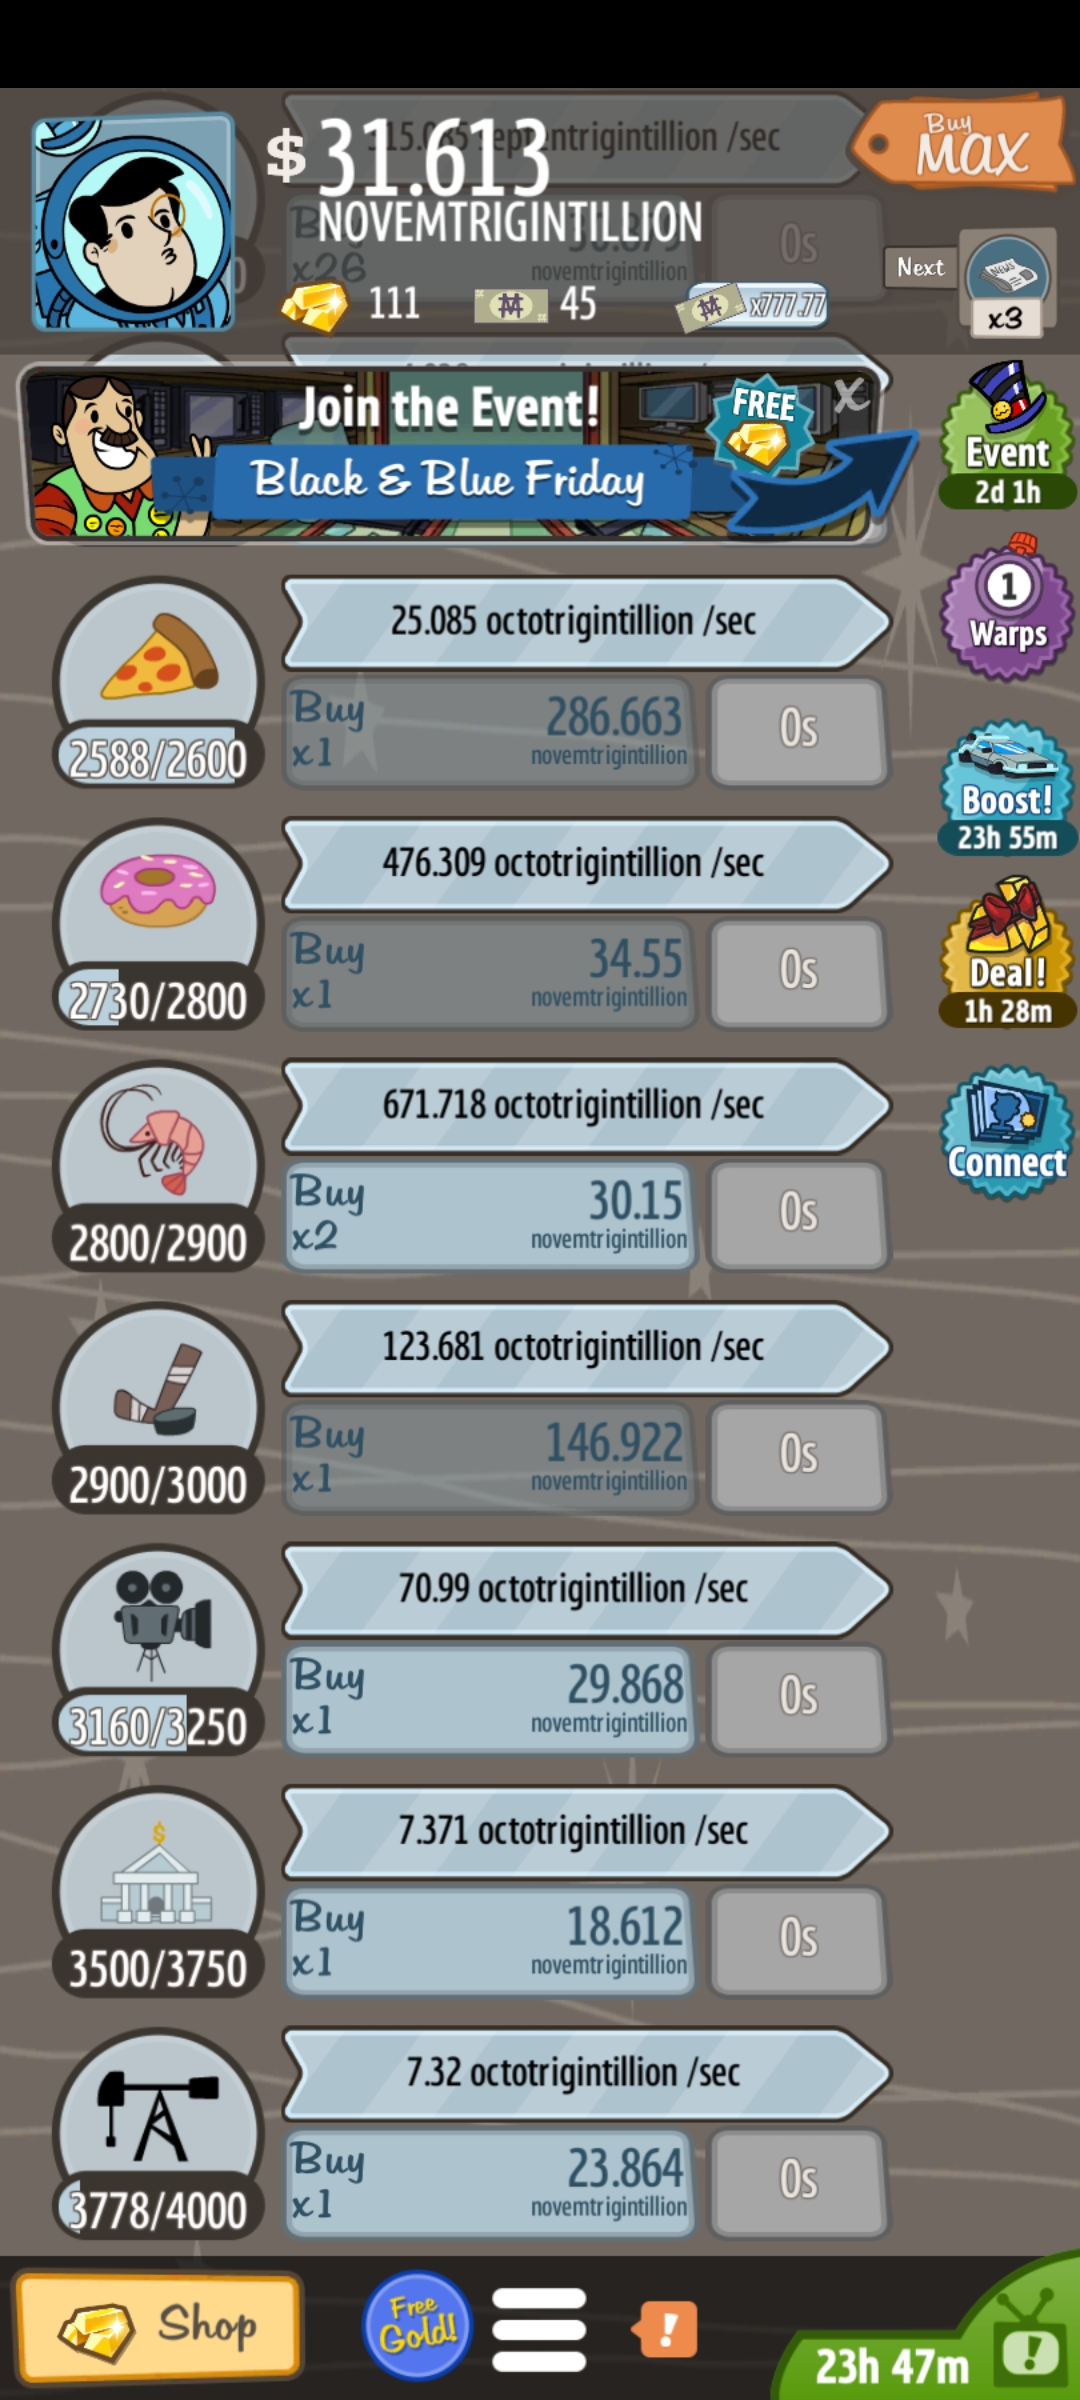 $ 31.613
NOVEMTRIGINTILLION
Buy
MAX
x26
novemtrigintillion
0s
Next
NEWS
x3
111
45
x777.77
Join the Event!
FREE
X
Black & Blue Friday
Event
2d 1h
25.085 octotrigintillion /sec
Buy
x1
286.663
novemtrigintillion
0s
2588/2600
1
Warps
476.309 octotrigintillion /sec
Buy
x1
34.55
novemtrigintillion
0s
2730/2800
Boost!
23h 55m
Deal!
1h 28m
671.718 octotrigintillion /sec
Buy
x2
30.15
novemtrigintillion
0s
2800/2900
Connect
123.681 octotrigintillion /sec
Buy
x1
146.922
novemtrigintillion
0s
2900/3000
70.99 octotrigintillion /sec
Buy
x1
29.868
novemtrigintillion
0s
3160/3250
7.371 octotrigintillion /sec
Buy
x1
18.612
novemtrigintillion
0s
3500/3750
7.32 octotrigintillion /sec
Buy
x1
23.864
novemtrigintillion
0s
3778/4000
Shop
Free
Gold!
!
23h 47m
!